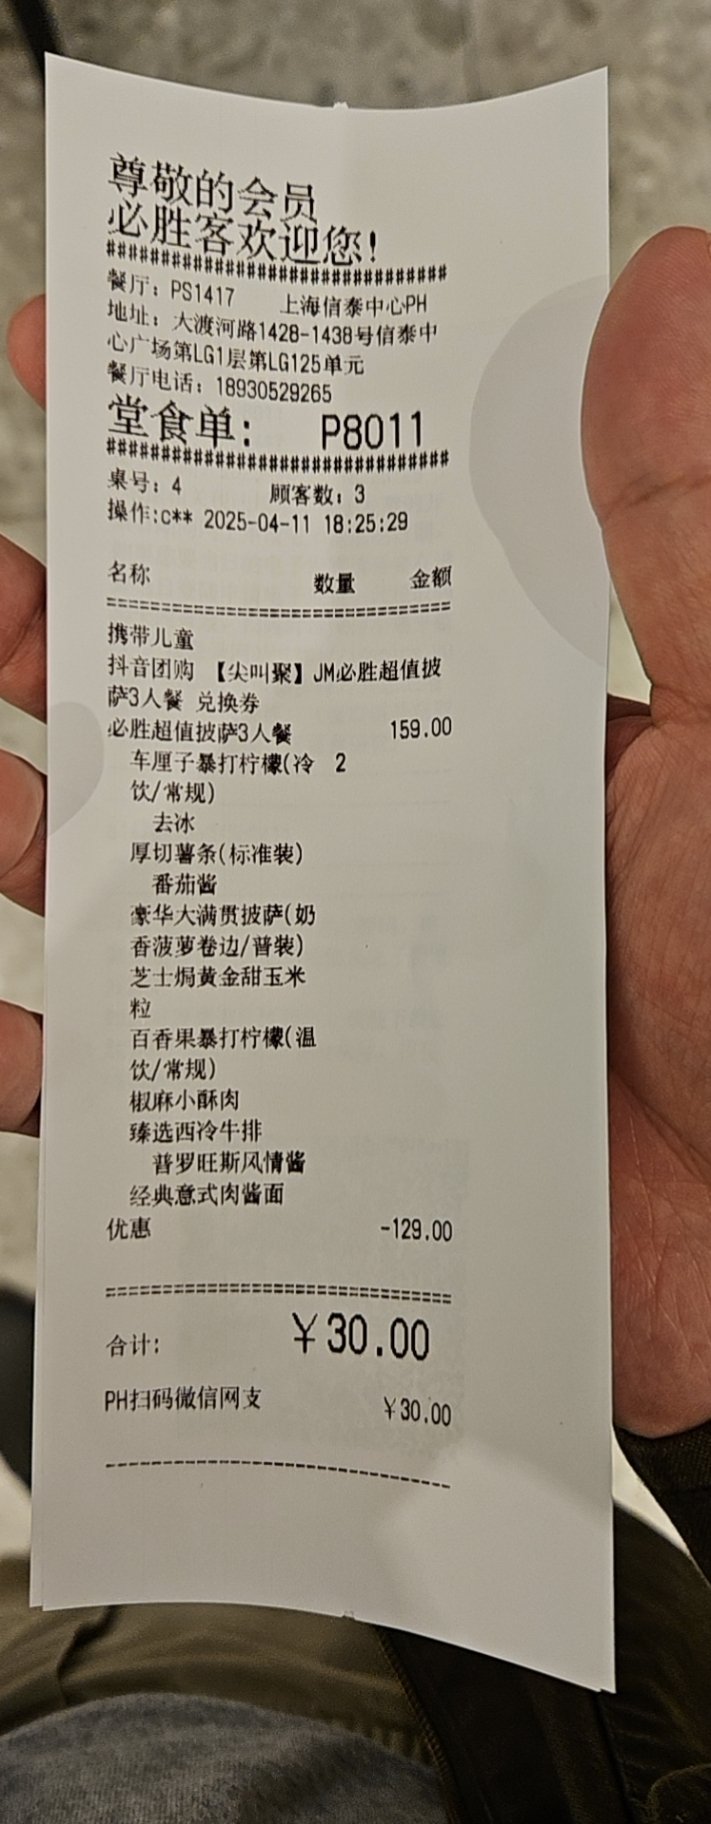 尊敬的会员
必胜客欢迎您!
###############################
餐厅: PS1417 上海信泰中心PH
地址: 大渡河路1428-1438号信泰中
心广场第LG1层第LG125单元
餐厅电话: 18930529265
堂食单: P8011
###############################
桌号: 4 顾客数: 3
操作:c** 2025-04-11 18:25:29
名称 数量 金额
===============================
携带儿童
抖音团购 【尖叫聚】JM必胜超值披
萨3人餐 兑换券
必胜超值披萨3人餐 159.00
车厘子暴打柠檬(冷 2
饮/常规)
去冰
厚切薯条(标准装)
番茄酱
豪华大满贯披萨(奶
香菠萝卷边/普装)
芝士焗黄金甜玉米
粒
百香果暴打柠檬(温
饮/常规)
椒麻小酥肉
臻选西冷牛排
普罗旺斯风情酱
经典意式肉酱面
优惠 -129.00
===============================
合计: ￥30.00
PH扫码微信网支 ￥30.00
-------------------------------